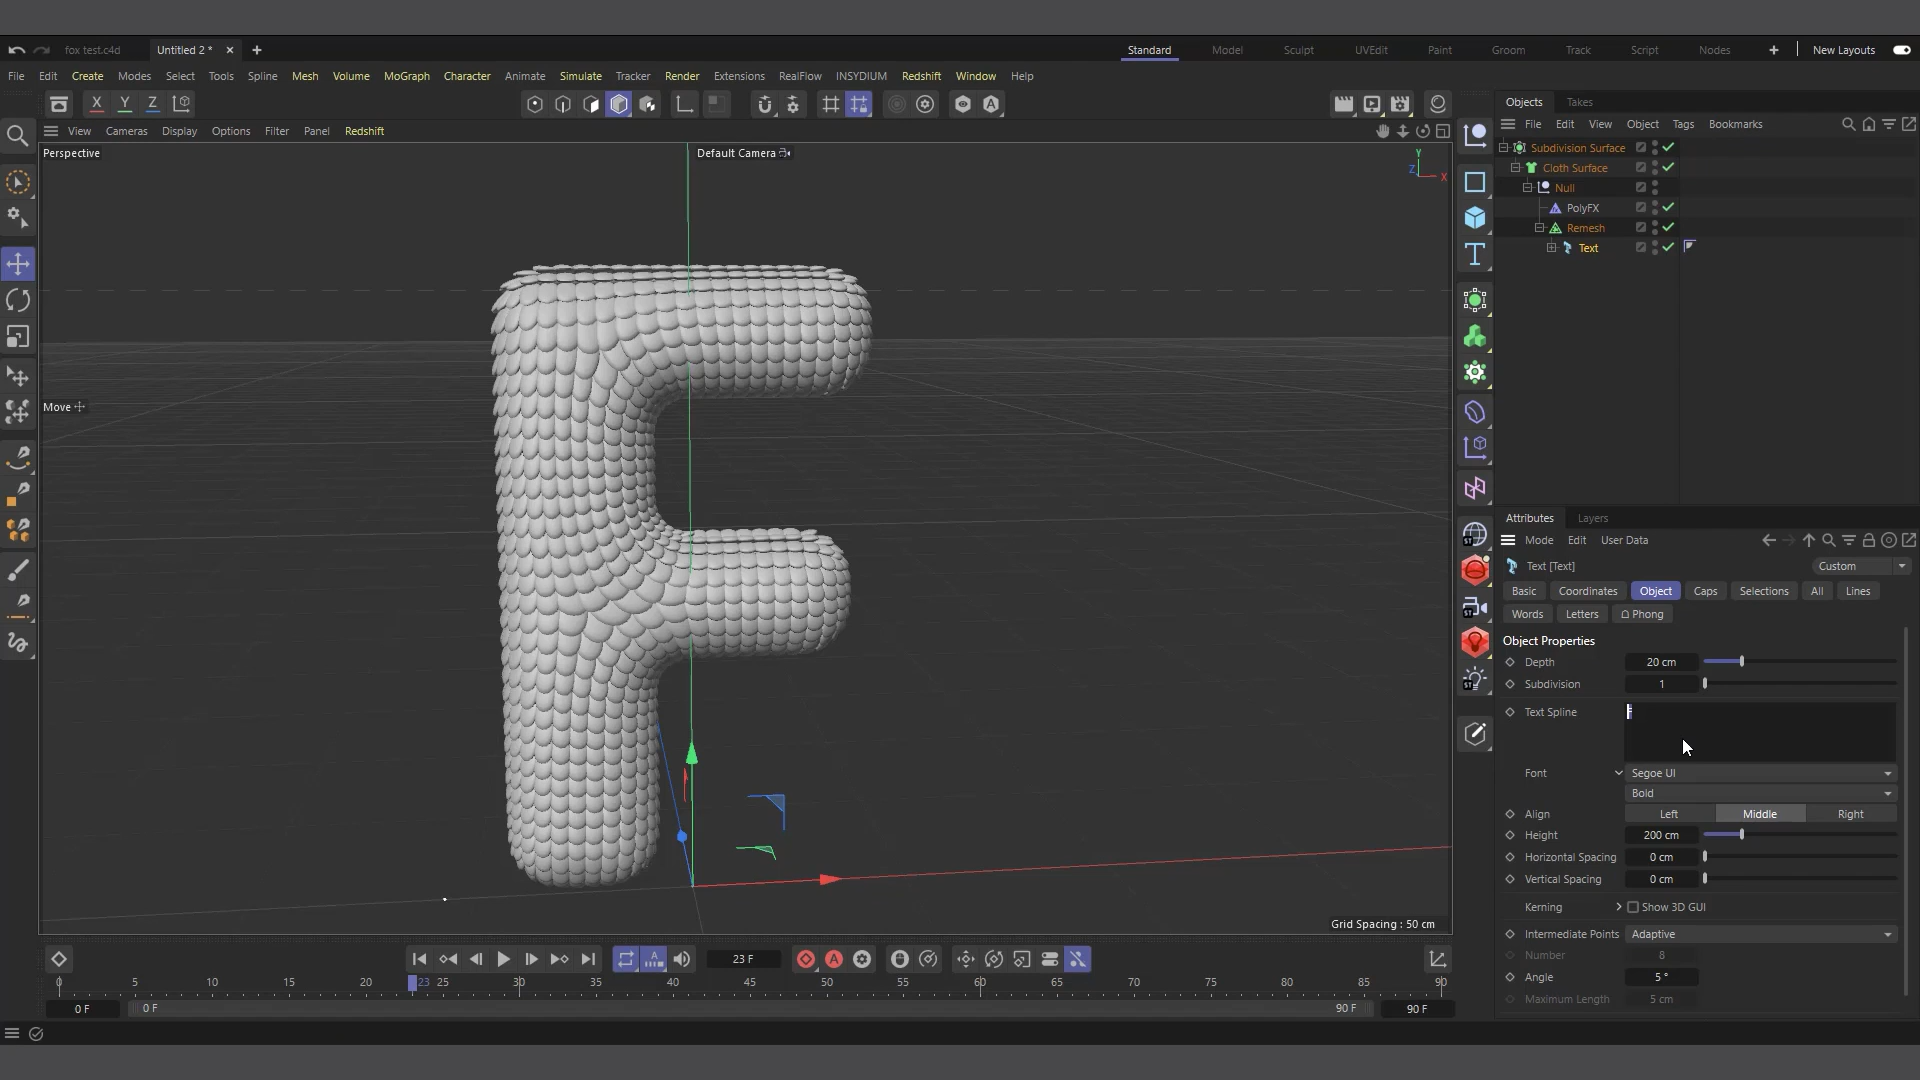 fox test.c4d
Untitled 2 *
Standard
Model
Sculpt
UVEdit
Paint
Groom
Track
Script
Nodes
New Layouts
File Edit Create Modes Select Tools Spline Mesh Volume MoGraph Character Animate Simulate Tracker Render Extensions RealFlow INSYDIUM Redshift Window Help
X Y Z
View Cameras Display Options Filter Panel Redshift
Perspective
Default Camera
Y
Z
X
Move
Grid Spacing : 50 cm
Objects Takes
File Edit View Object Tags Bookmarks
Subdivision Surface
Cloth Surface
Null
PolyFX
Remesh
Text
Attributes Layers
Mode Edit User Data
Text [Text]
Custom
Basic Coordinates Object Caps Selections All Lines
Words Letters Phong
Object Properties
Depth 20 cm
Subdivision 1
Text Spline
Font Segoe UI
Bold
Align Left Middle Right
Height 200 cm
Horizontal Spacing 0 cm
Vertical Spacing 0 cm
Kerning Show 3D GUI
Intermediate Points Adaptive
Number 8
Angle 5 °
Maximum Length 5 cm
23 F
0 5 10 15 20 23 25 30 35 40 45 50 55 60 65 70 75 80 85 90
0 F 0 F 90 F 90 F